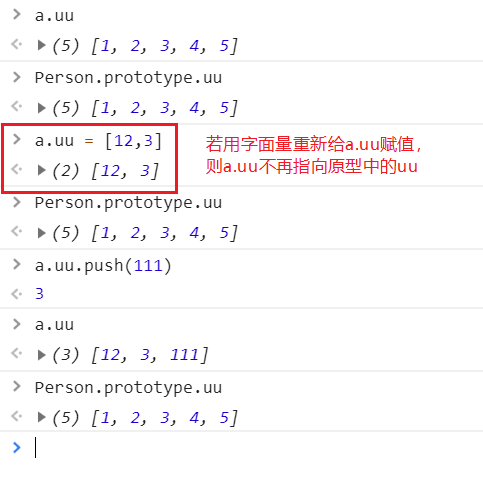 a.uu
(5) [1, 2, 3, 4, 5]
Person.prototype.uu
(5) [1, 2, 3, 4, 5]
a.uu = [12,3]
(2) [12, 3]
若用字面量重新给a.uu赋值，
则a.uu不再指向原型中的uu
Person.prototype.uu
(5) [1, 2, 3, 4, 5]
a.uu.push(111)
3
a.uu
(3) [12, 3, 111]
Person.prototype.uu
(5) [1, 2, 3, 4, 5]